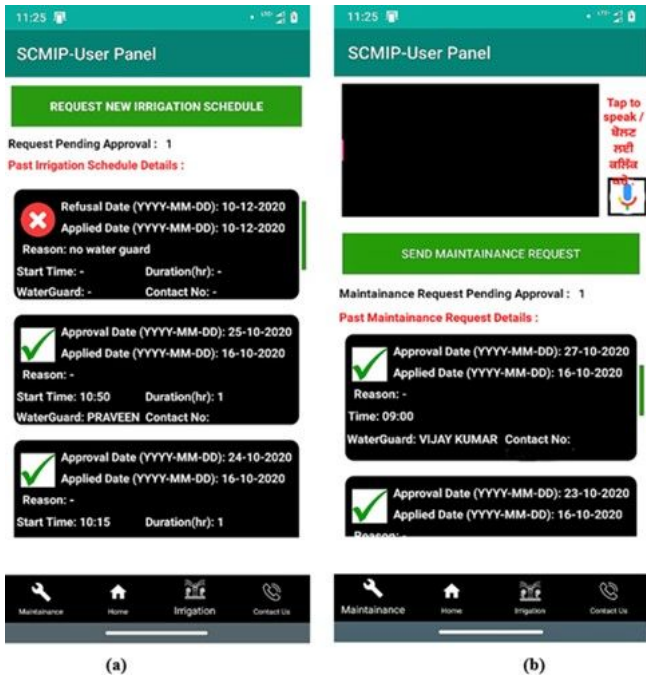 11:25
SCMIP-User Panel
REQUEST NEW IRRIGATION SCHEDULE
Request Pending Approval : 1
Past Irrigation Schedule Details :
Refusal Date (YYYY-MM-DD): 10-12-2020
Applied Date (YYYY-MM-DD): 10-12-2020
Reason: no water guard
Start Time: - Duration(hr): -
WaterGuard: - Contact No: -
Approval Date (YYYY-MM-DD): 25-10-2020
Applied Date (YYYY-MM-DD): 16-10-2020
Reason: -
Start Time: 10:50 Duration(hr): 1
WaterGuard: PRAVEEN Contact No:
Approval Date (YYYY-MM-DD): 24-10-2020
Applied Date (YYYY-MM-DD): 16-10-2020
Reason: -
Start Time: 10:15 Duration(hr): 1
Maintainance Home Irrigation Contact Us
(a)
11:25
SCMIP-User Panel
Tap to
speak /
ਬੋਲਣ
ਲਈ
ਕਲਿੱਕ
ਕਰੋ
SEND MAINTAINANCE REQUEST
Maintainance Request Pending Approval : 1
Past Maintainance Request Details :
Approval Date (YYYY-MM-DD): 27-10-2020
Applied Date (YYYY-MM-DD): 16-10-2020
Reason: -
Time: 09:00
WaterGuard: VIJAY KUMAR Contact No:
Approval Date (YYYY-MM-DD): 23-10-2020
Applied Date (YYYY-MM-DD): 16-10-2020
Reason: -
Maintainance Home Irrigation Contact Us
(b)